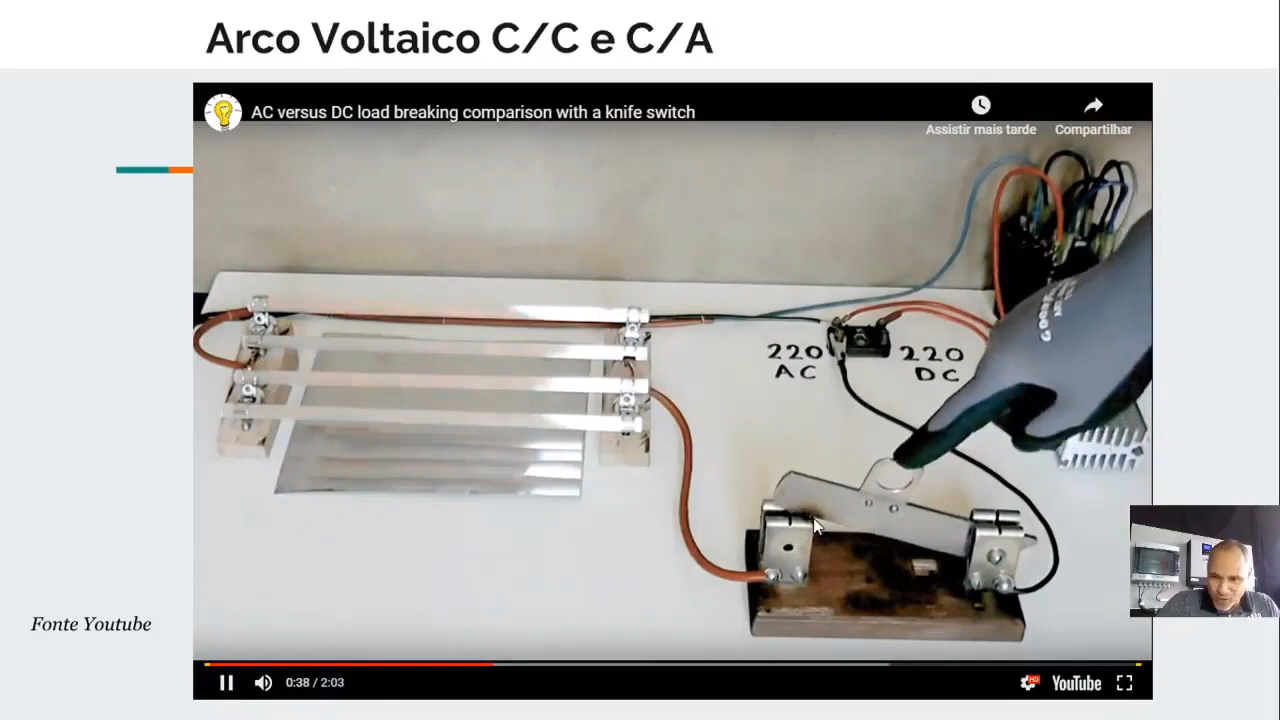 Arco Voltaico C/C e C/A
AC versus DC load breaking comparison with a knife switch
Assistir mais tarde
Compartilhar
220
AC
220
DC
Fonte Youtube
0:38 / 2:03
HD
YouTube